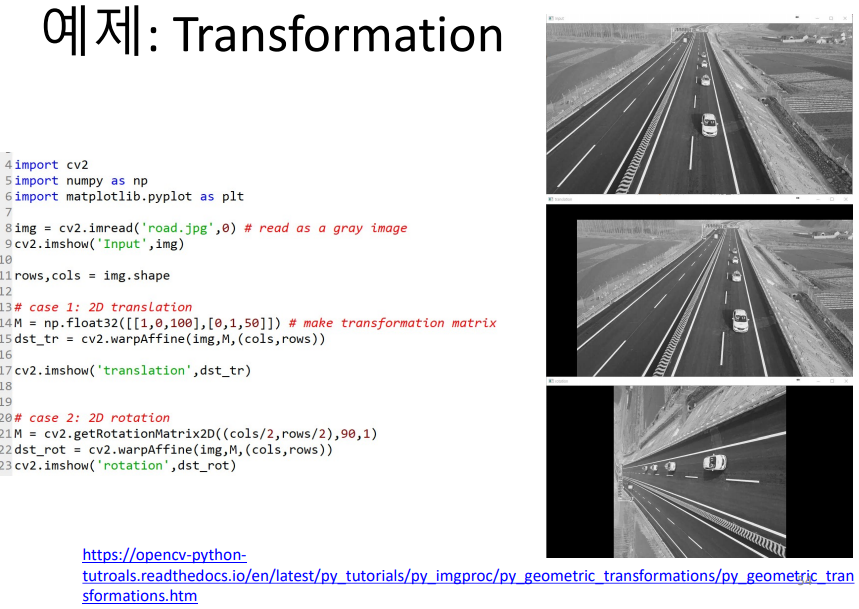 예제: Transformation
4 import cv2
5 import numpy as np
6 import matplotlib.pyplot as plt
7
8 img = cv2.imread('road.jpg',0) # read as a gray image
9 cv2.imshow('Input',img)
10
11 rows,cols = img.shape
12
13 # case 1: 2D translation
14 M = np.float32([[1,0,100],[0,1,50]]) # make transformation matrix
15 dst_tr = cv2.warpAffine(img,M,(cols,rows))
16
17 cv2.imshow('translation',dst_tr)
18
19
20 # case 2: 2D rotation
21 M = cv2.getRotationMatrix2D((cols/2,rows/2),90,1)
22 dst_rot = cv2.warpAffine(img,M,(cols,rows))
23 cv2.imshow('rotation',dst_rot)
Input
translation
rotation
https://opencv-python-
tutroals.readthedocs.io/en/latest/py_tutorials/py_imgproc/py_geometric_transformations/py_geometric_tran
sformations.htm